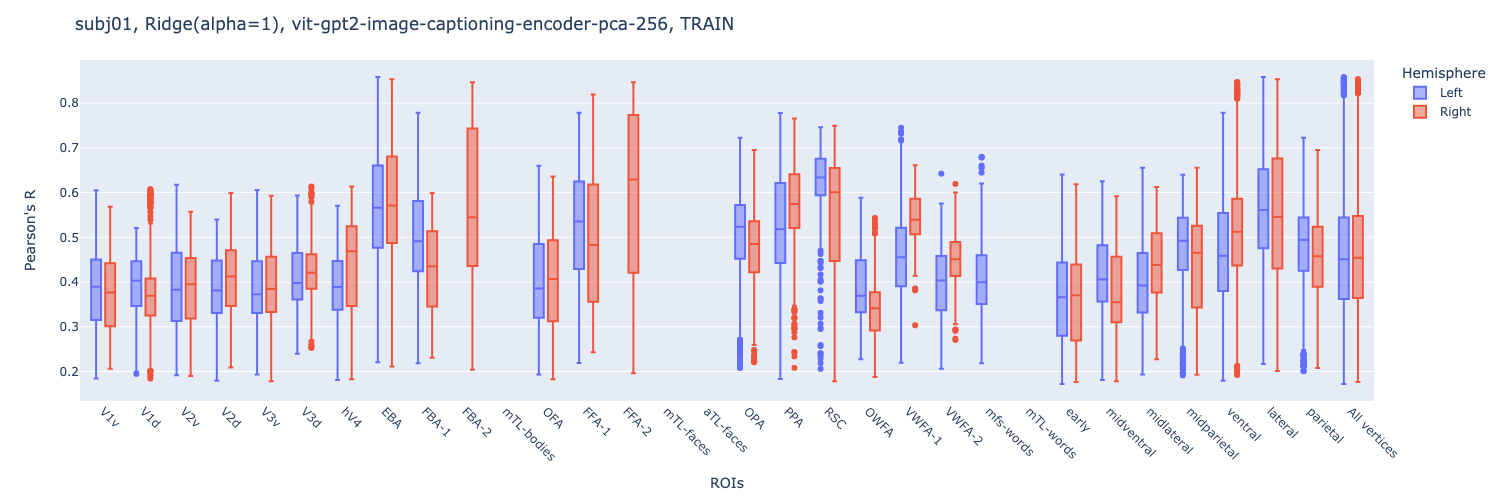 subj01, Ridge(alpha=1), vit-gpt2-image-captioning-encoder-pca-256, TRAIN
Hemisphere
Left
Right
Pearson's R
0.8
0.7
0.6
0.5
0.4
0.3
0.2
V1v
V1d
V2v
V2d
V3v
V3d
hV4
EBA
FBA-1
FBA-2
mTL-bodies
OFA
FFA-1
FFA-2
mTL-faces
aTL-faces
OPA
PPA
RSC
OWFA
VWFA-1
VWFA-2
mfs-words
mTL-words
early
midventral
midlateral
midparietal
ventral
lateral
parietal
All vertices
ROIs